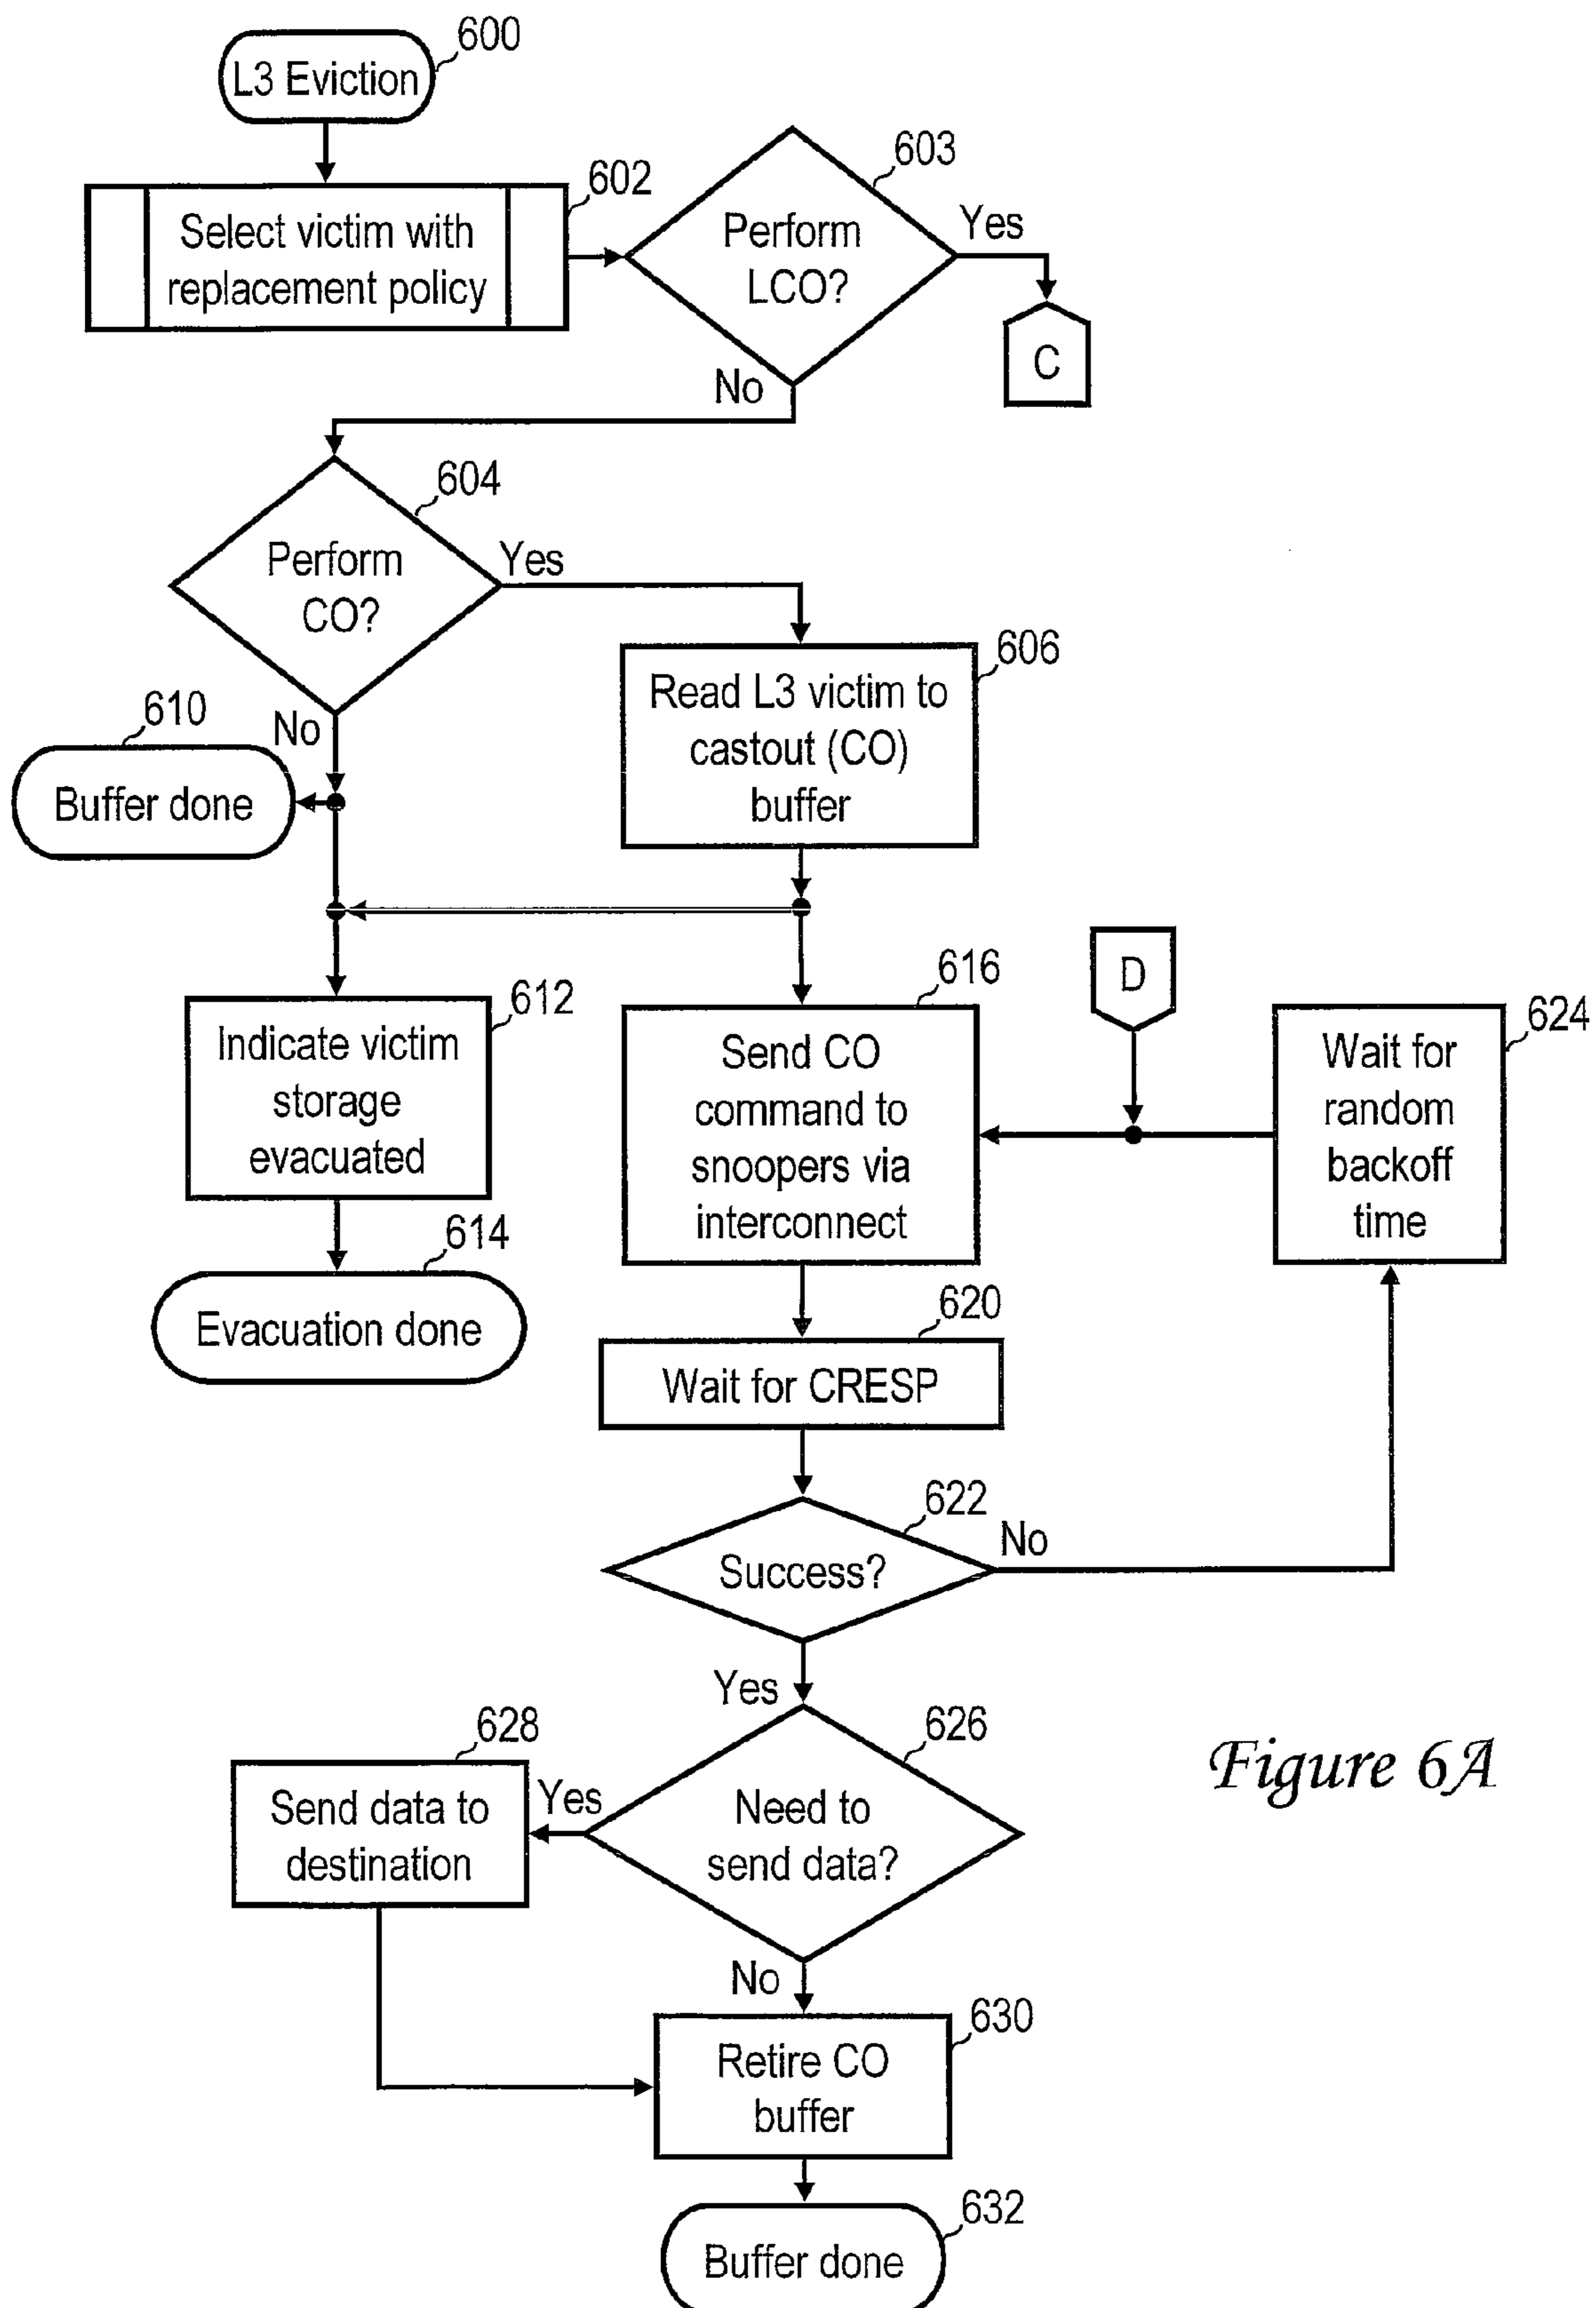 600
L3 Eviction
602
Select victim with
replacement policy
603
Perform
LCO?
Yes
C
No
604
Perform
CO?
Yes
606
Read L3 victim to
castout (CO)
buffer
No
610
Buffer done
612
Indicate victim
storage
evacuated
614
Evacuation done
616
Send CO
command to
snoopers via
interconnect
D
624
Wait for
random
backoff
time
620
Wait for CRESP
622
Success?
No
Yes
626
Need to
send data?
Yes
628
Send data to
destination
No
630
Retire CO
buffer
632
Buffer done
Figure 6A